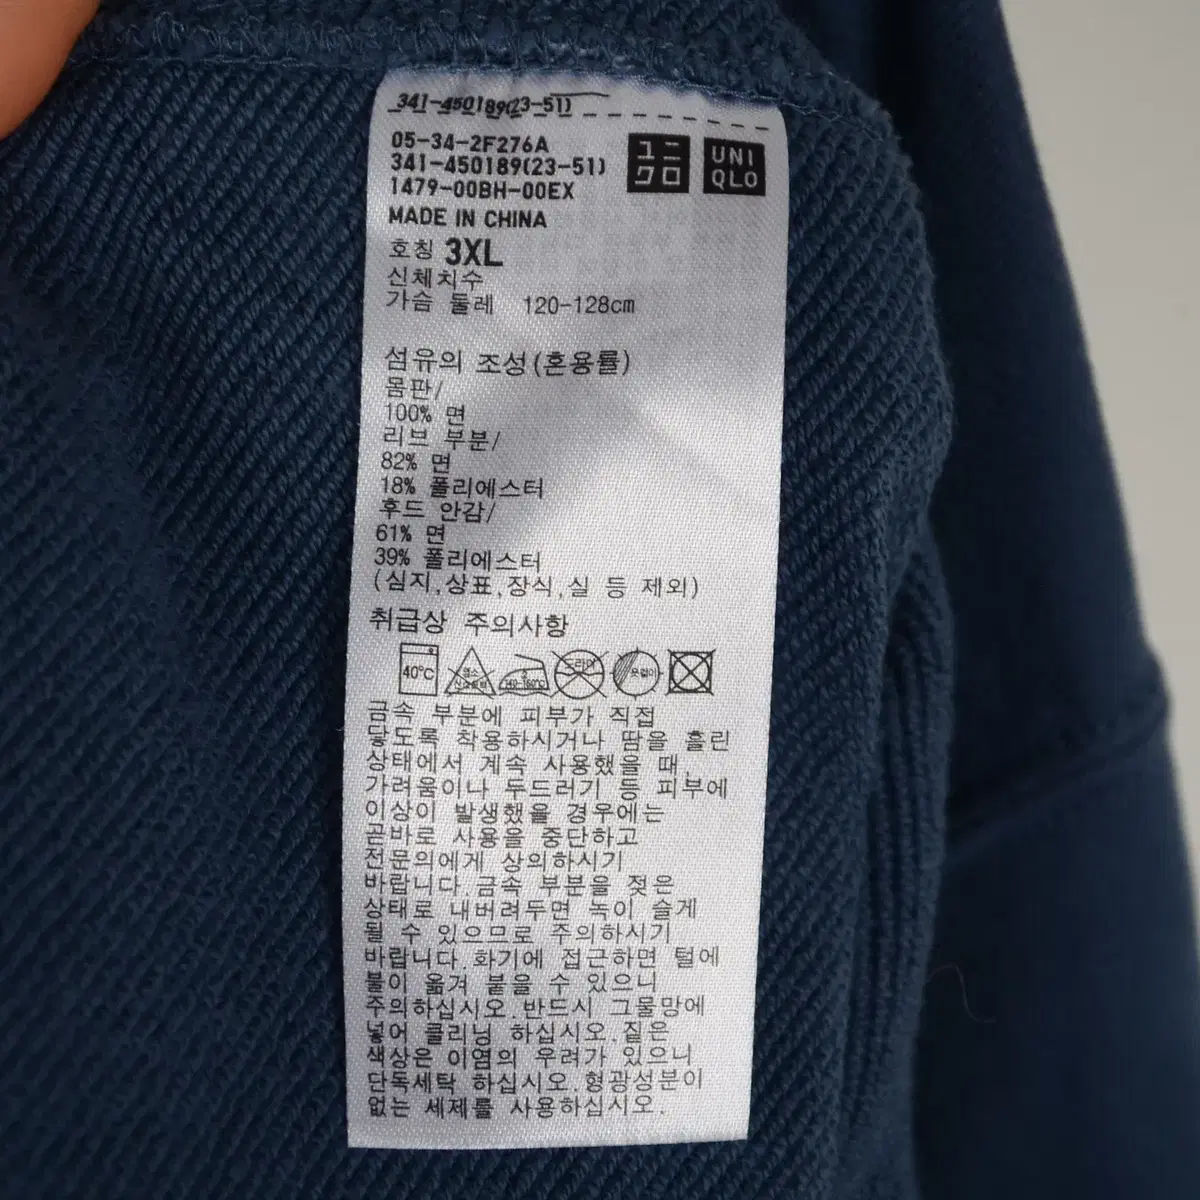 341-450189(23-51)
05-34-2F276A
341-450189(23-51)
1479-00BH-00EX
ユニ
クロ
UNI
QLO
MADE IN CHINA
호칭 3XL
신체치수
가슴 둘레 120-128cm
섬유의 조성(혼용률)
몸판/
100% 면
리브 부분/
82% 면
18% 폴리에스터
후드 안감/
61% 면
39% 폴리에스터
(심지,상표,장식,실 등 제외)
취급상 주의사항
40°C
드라이
금속 부분에 피부가 직접
닿도록 착용하시거나 땀을 흘린
상태에서 계속 사용했을 때,
가려움이나 두드러기 등 피부에
이상이 발생했을 경우에는
곧바로 사용을 중단하고
전문의에게 상의하시기
바랍니다.금속 부분을 젖은
상태로 내버려두면 녹이 슬게
될 수 있으므로 주의하시기
바랍니다.화기에 접근하면 털에
불이 옮겨 붙을 수 있으니
주의하십시오.반드시 그물망에
넣어 클리닝 하십시오.짙은
색상은 이염의 우려가 있으니
단독세탁 하십시오.형광성분이
없는 세제를 사용하십시오.